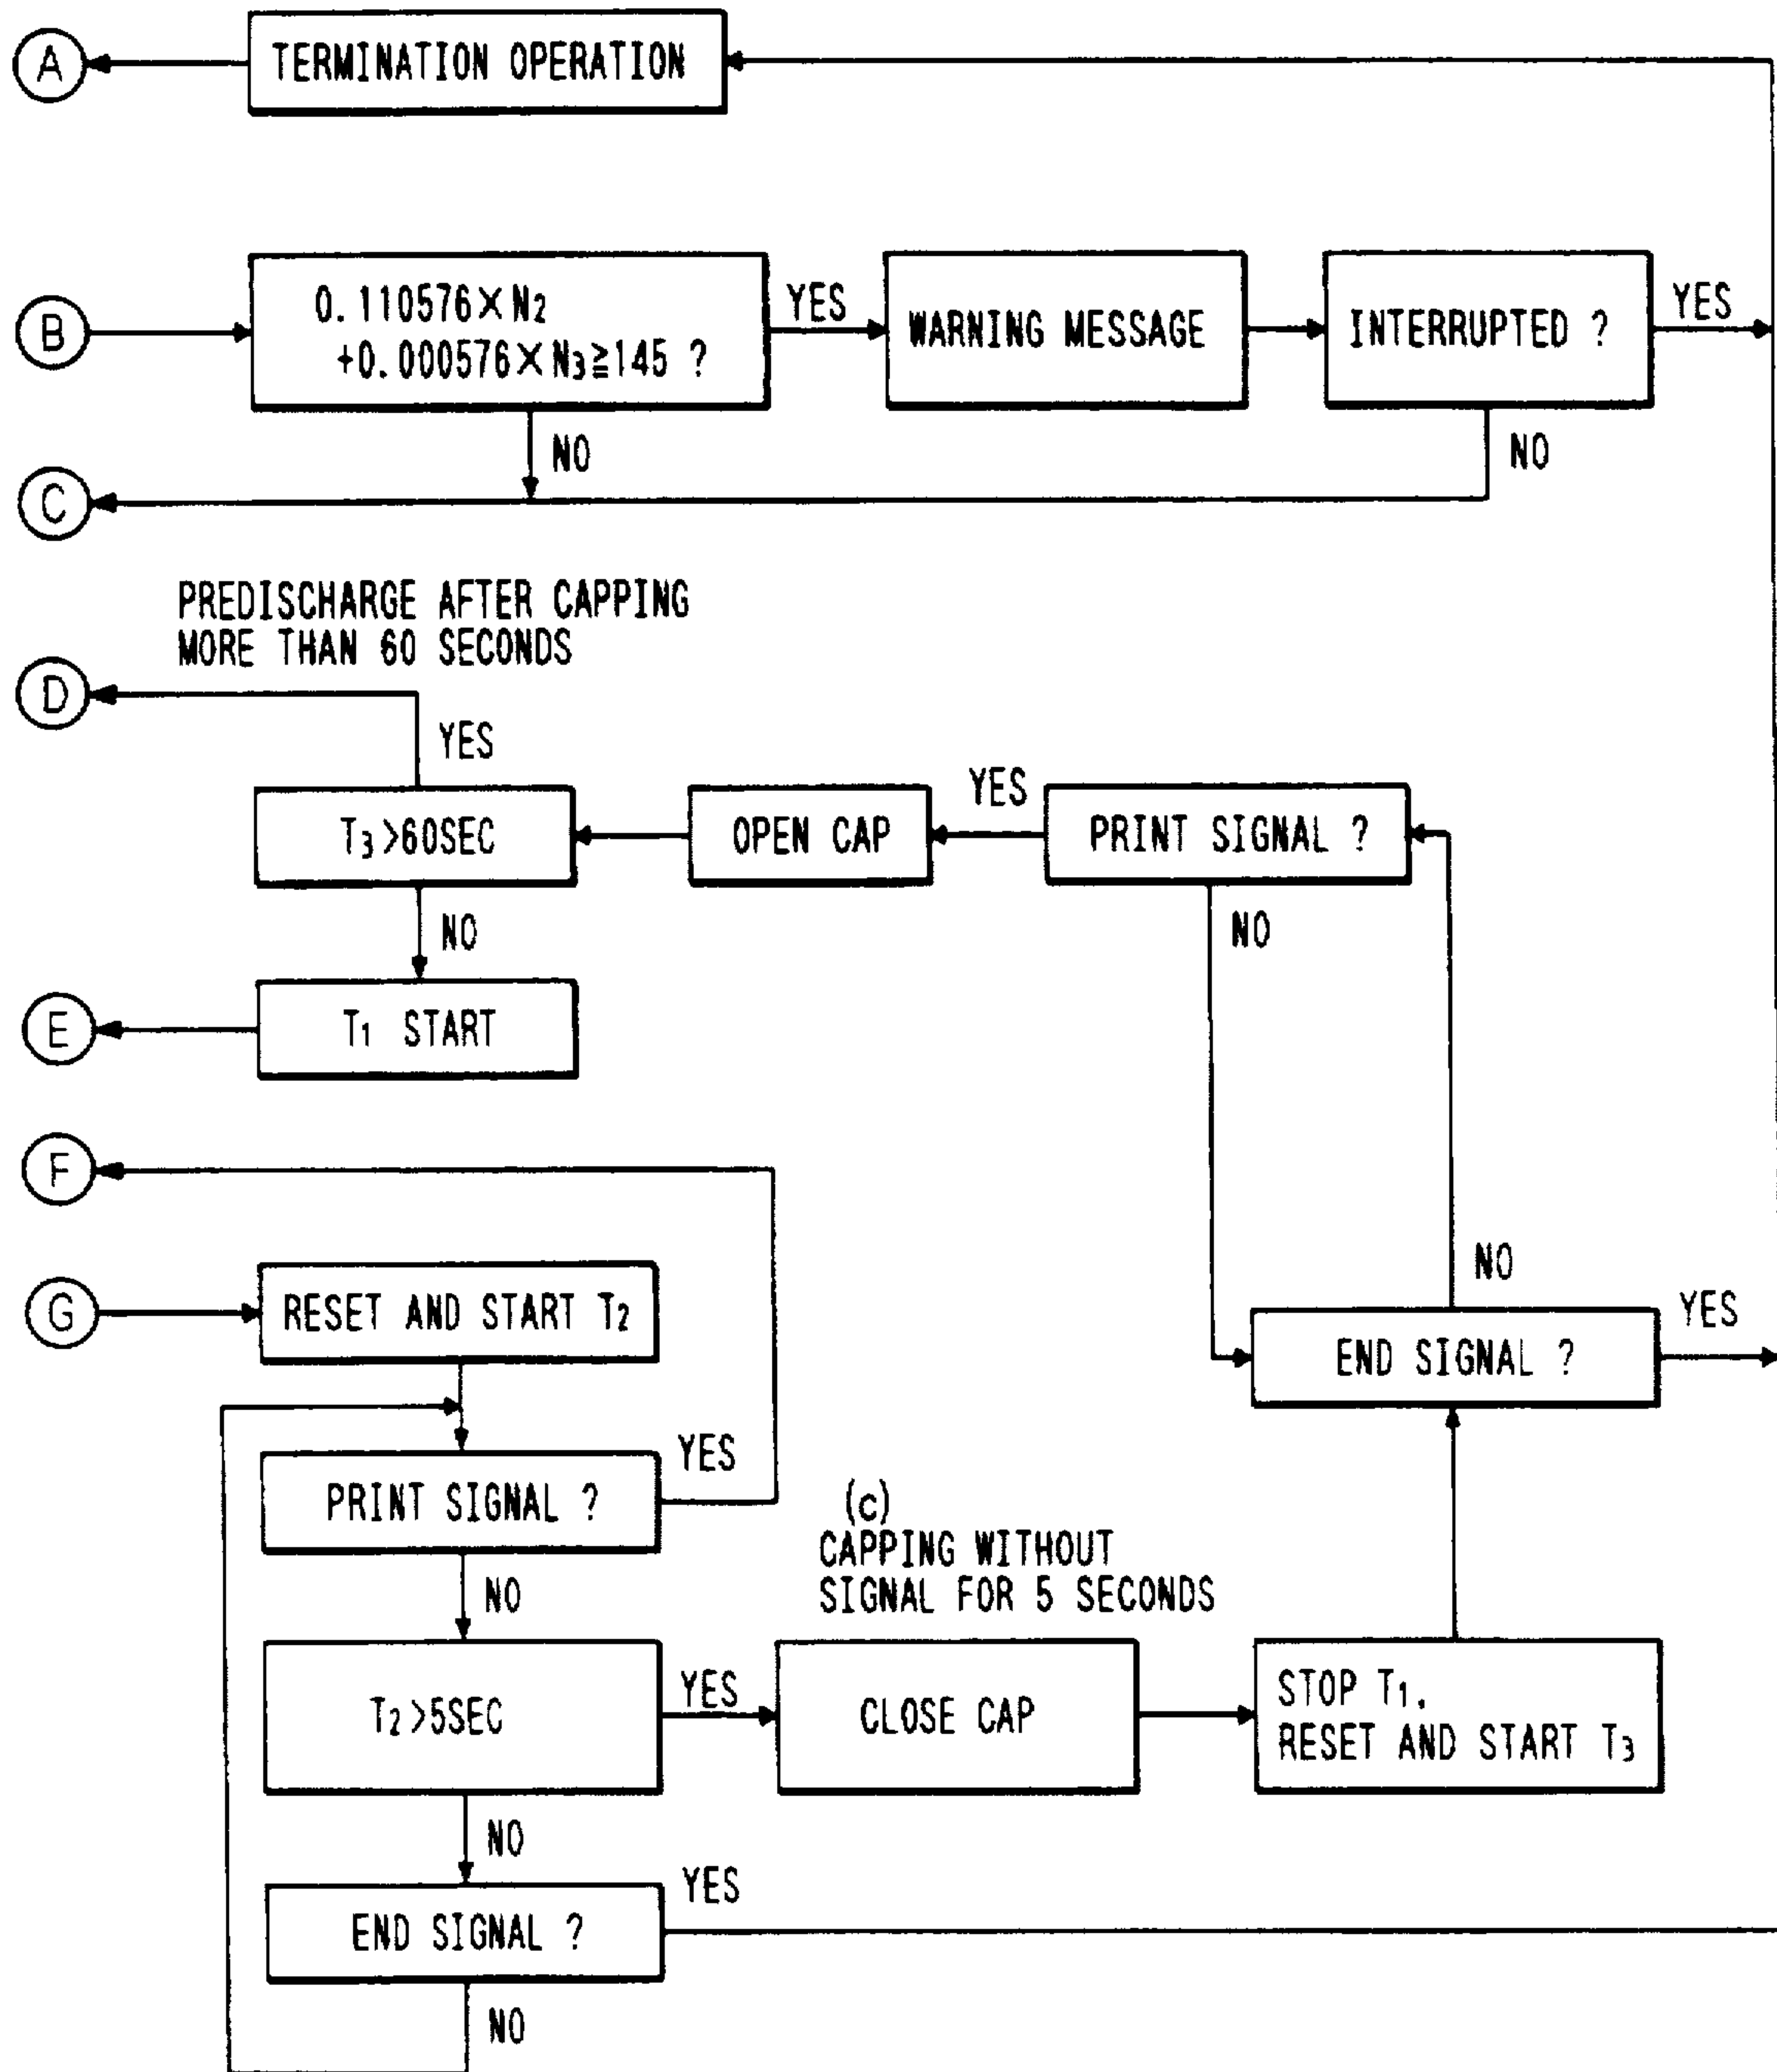 A
TERMINATION OPERATION
B
0.110576×N2
+0.000576×N3≧145 ?
YES
WARNING MESSAGE
INTERRUPTED ?
YES
NO
NO
C
PREDISCHARGE AFTER CAPPING
MORE THAN 60 SECONDS
D
YES
T3>60SEC
OPEN CAP
YES
PRINT SIGNAL ?
NO
NO
E
T1 START
F
NO
G
RESET AND START T2
END SIGNAL ?
YES
PRINT SIGNAL ?
YES
NO
(c)
CAPPING WITHOUT
SIGNAL FOR 5 SECONDS
T2>5SEC
YES
CLOSE CAP
STOP T1,
RESET AND START T3
NO
END SIGNAL ?
YES
NO